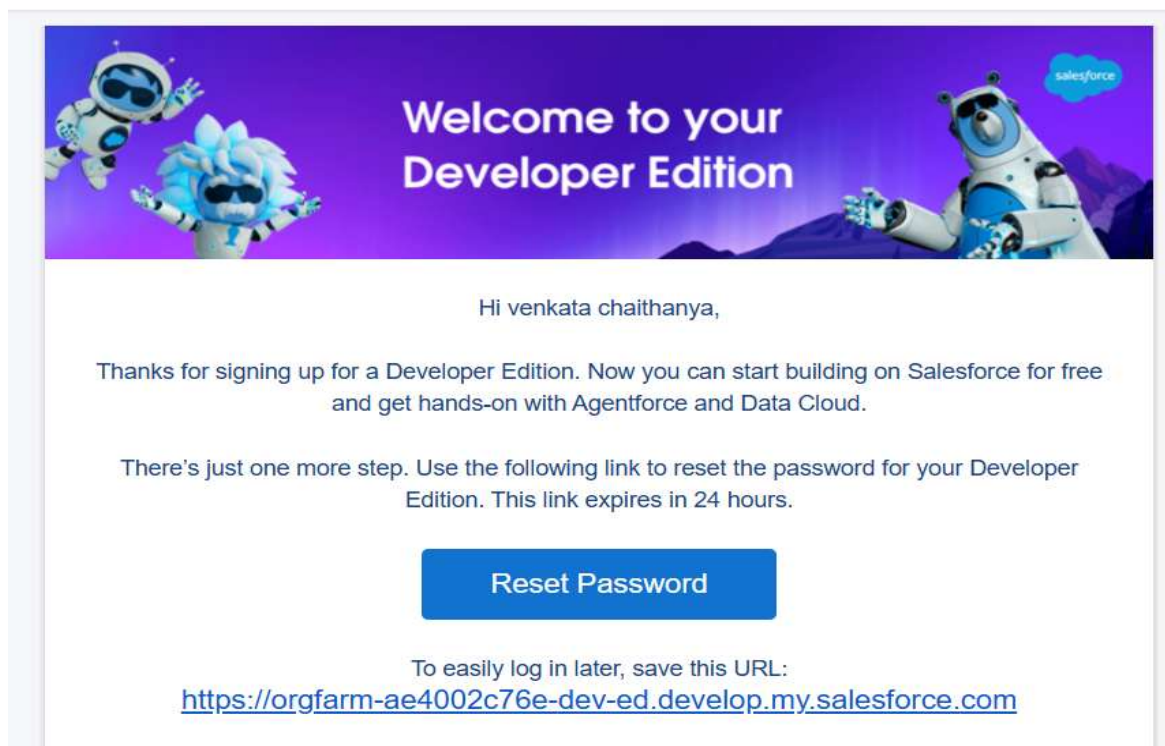 salesforce
Welcome to your
Developer Edition
Hi venkata chaithanya,
Thanks for signing up for a Developer Edition. Now you can start building on Salesforce for free
and get hands-on with Agentforce and Data Cloud.
There’s just one more step. Use the following link to reset the password for your Developer
Edition. This link expires in 24 hours.
Reset Password
To easily log in later, save this URL:
https://orgfarm-ae4002c76e-dev-ed.develop.my.salesforce.com